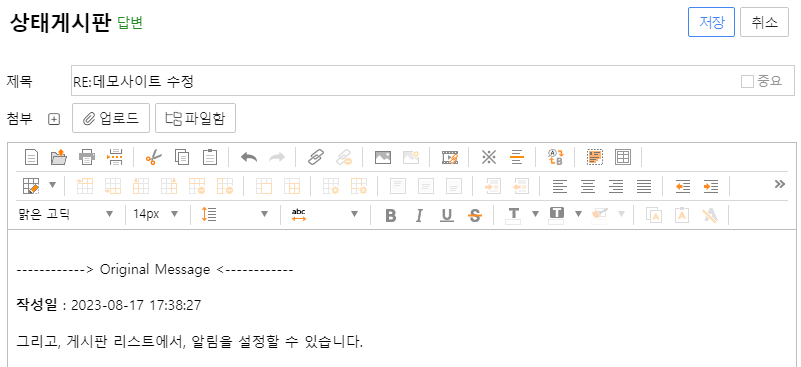 상태게시판 답변 저장 취소
제목 RE:데모사이트 수정 중요
첨부 업로드 파일함
맑은 고딕 14px abc B I U S T T
------------> Original Message <------------
작성일 : 2023-08-17 17:38:27
그리고, 게시판 리스트에서, 알림을 설정할 수 있습니다.